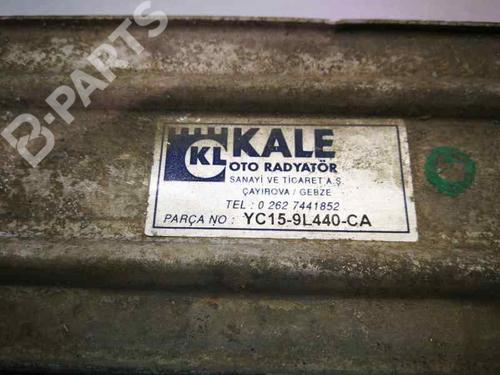 B-PARTS
KL
KALE
OTO RADYATÖR
SANAYİ VE TİCARET A.Ş.
ÇAYIROVA / GEBZE
TEL : 0 262 7441852
PARÇA NO : YC15-9L440-CA
B-PARTS